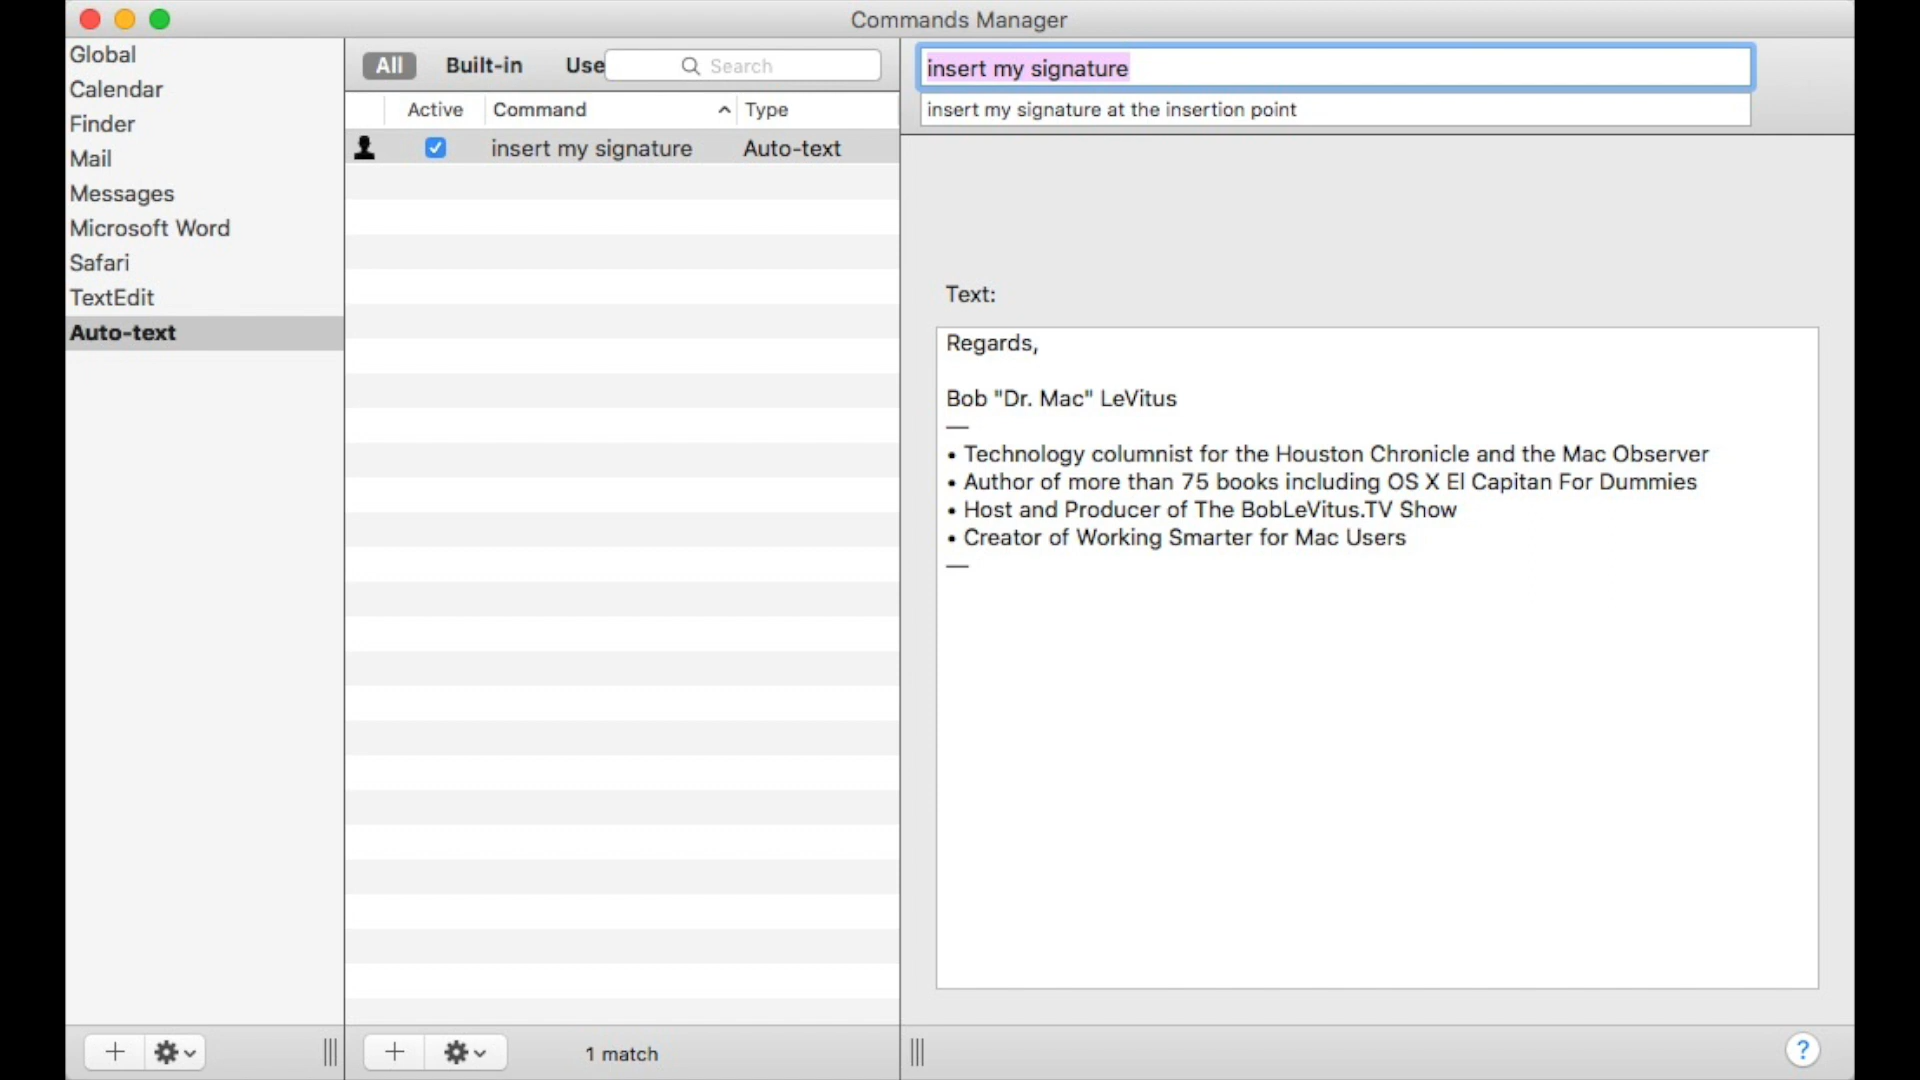 Commands Manager
Global
Calendar
Finder
Mail
Messages
Microsoft Word
Safari
TextEdit
Auto-text
All Built-in Use Search
Active Command Type
insert my signature Auto-text
1 match
insert my signature
insert my signature at the insertion point
Text:
Regards,
Bob "Dr. Mac" LeVitus
—
• Technology columnist for the Houston Chronicle and the Mac Observer
• Author of more than 75 books including OS X El Capitan For Dummies
• Host and Producer of The BobLeVitus.TV Show
• Creator of Working Smarter for Mac Users
—
?